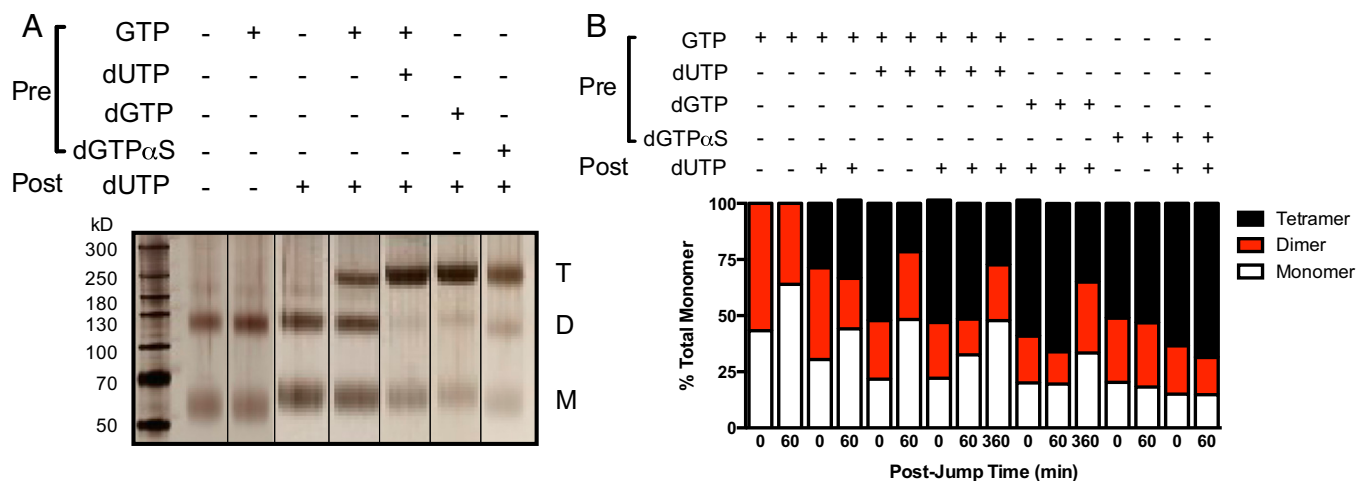 A
Pre
GTP - + - + + - -
dUTP - - - - + - -
dGTP - - - - - + -
dGTPαS - - - - - - +
Post dUTP - - + + + + +
kD
300
250
180
130
100
70
50
T
D
M
B
Pre
GTP + + + + + + + + + - - - - - - -
dUTP - - - - + + + + + - - - - - - -
dGTP - - - - - - - - - + + + - - - -
dGTPαS - - - - - - - - - - - - + + + +
Post dUTP - - + + - - + + + + + + - - + +
% Total Monomer
100
75
50
25
0
0 60 0 60 0 60 0 60 360 0 60 360 0 60 0 60
Post-Jump Time (min)
Tetramer
Dimer
Monomer